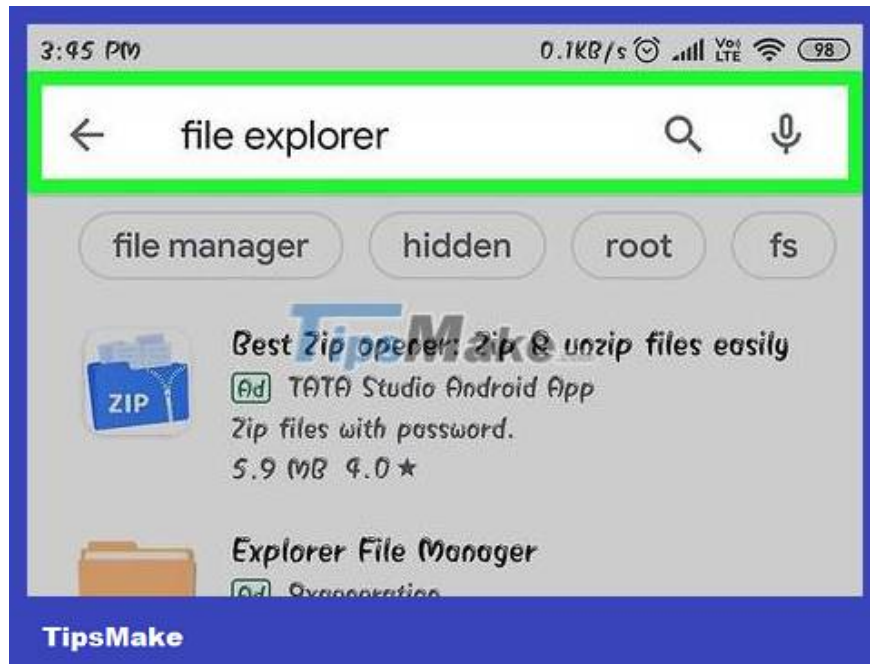 3:45 PM 0.1KB/s Vo) LTE 98
file explorer
file manager hidden root fs
TipsMake
Best Zip opener: Zip & unzip files easily
Ad TATA Studio Android App
ZIP
Zip files with password.
5.9 MB 4.0 ★
Explorer File Manager
Ad
TipsMake